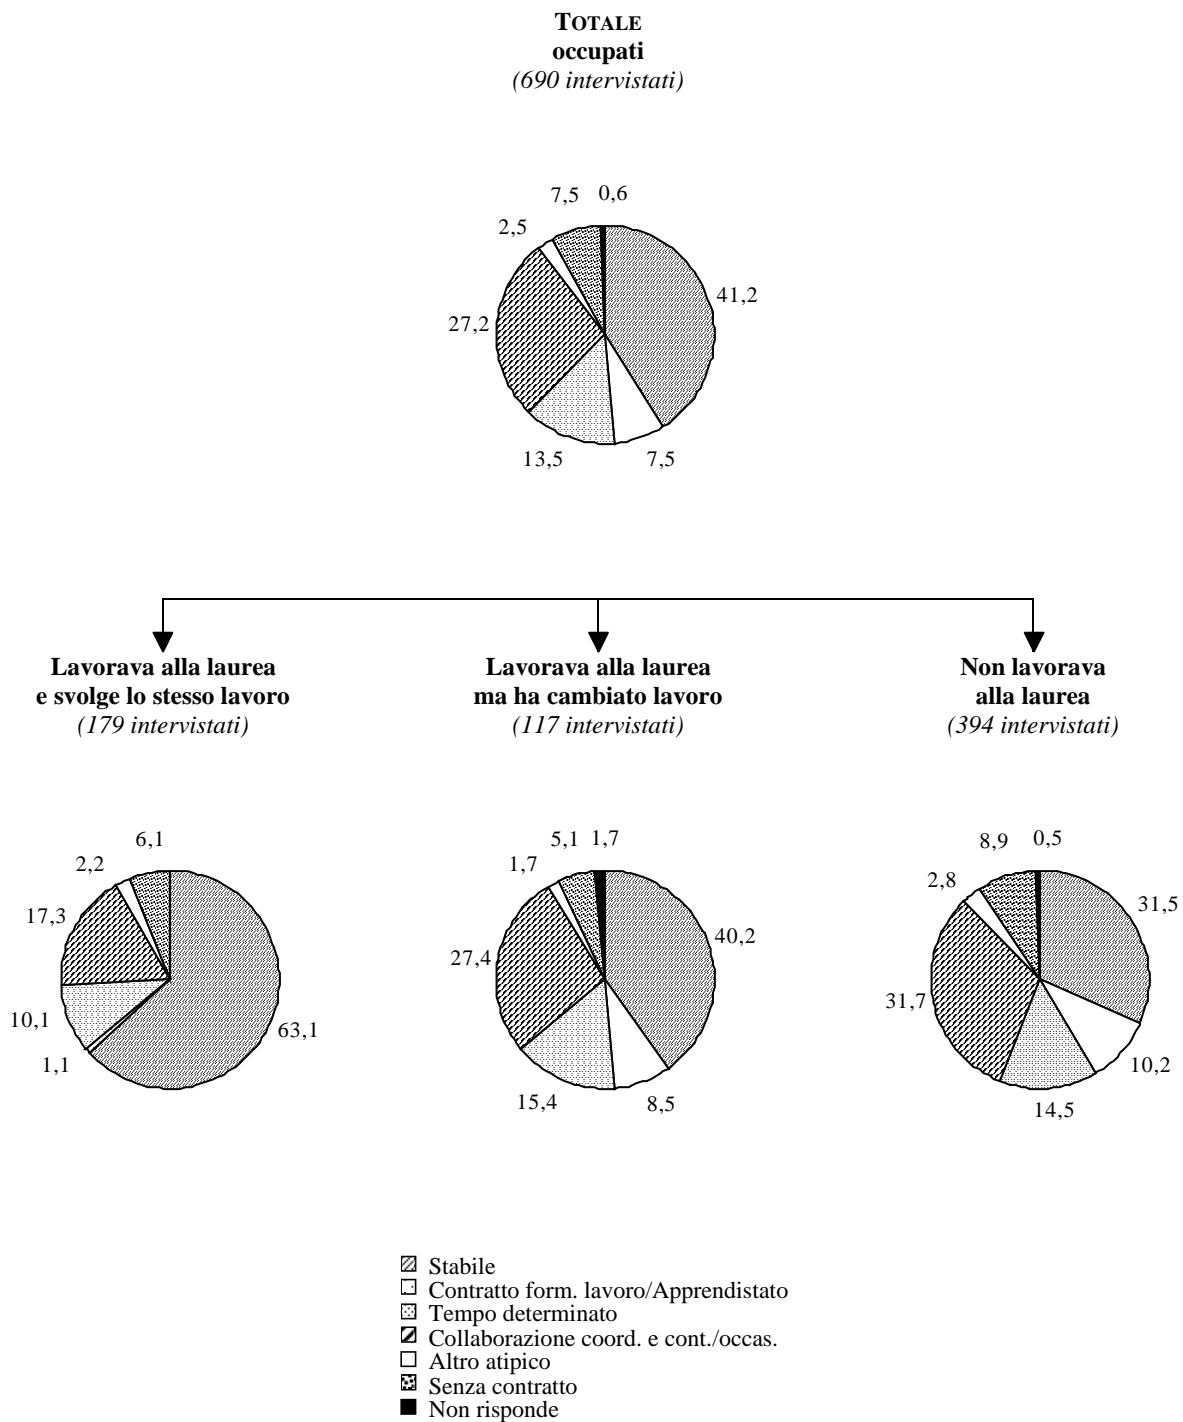 TOTALE
occupati
(690 intervistati)
7,5 0,6
2,5
41,2
27,2
13,5
7,5
Lavorava alla laurea
e svolge lo stesso lavoro
(179 intervistati)
Lavorava alla laurea
ma ha cambiato lavoro
(117 intervistati)
Non lavorava
alla laurea
(394 intervistati)
6,1
2,2
17,3
10,1
1,1
63,1
5,1 1,7
1,7
40,2
27,4
15,4
8,5
8,9 0,5
2,8
31,5
31,7
10,2
14,5
Stabile
Contratto form. lavoro/Apprendistato
Tempo determinato
Collaborazione coord. e cont./occas.
Altro atipico
Senza contratto
Non risponde